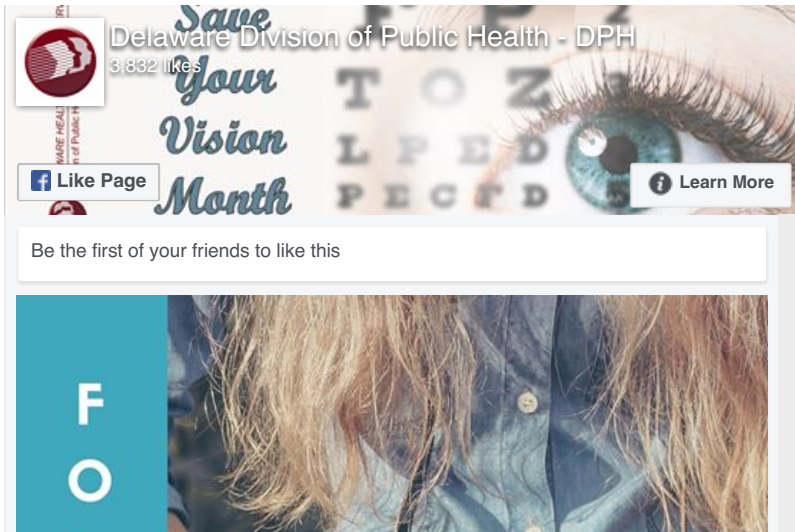 Save
Delaware Division of Public Health - DPH
3,832 likes
Your
Vision
Month
T O Z
L P E D
P E C F D
Like Page
Learn More
Be the first of your friends to like this
F
O